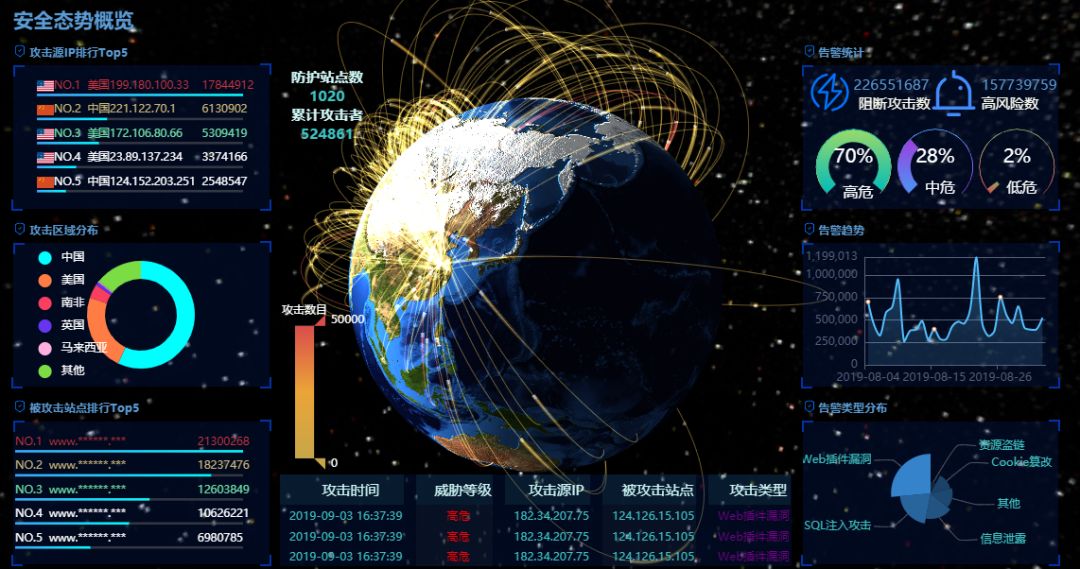 安全态势概览
攻击源IP排行Top5
NO.1 美国199.180.100.33 17844912
NO.2 中国221.122.70.1 6130902
NO.3 美国172.106.80.66 5309419
NO.4 美国23.89.137.234 3374166
NO.5 中国124.152.203.251 2548547
攻击区域分布
中国
美国
南非
英国
马来西亚
其他
被攻击站点排行Top5
NO.1 www.******.*** 21300268
NO.2 www.******.*** 18237476
NO.3 www.******.*** 12603849
NO.4 www.******.*** 10626221
NO.5 www.******.*** 6980785
防护站点数
1020
累计攻击者
524861
攻击数目
50000
0
攻击时间 威胁等级 攻击源IP 被攻击站点 攻击类型
2019-09-03 16:37:39 高危 182.34.207.75 124.126.15.105 Web插件漏洞
2019-09-03 16:37:39 高危 182.34.207.75 124.126.15.105 Web插件漏洞
2019-09-03 16:37:39 高危 182.34.207.75 124.126.15.105 Web插件漏洞
告警统计
226551687 157739759
阻断攻击数 高风险数
70% 28% 2%
高危 中危 低危
告警趋势
1,199,013
1,000,000
750,000
500,000
250,000
0
2019-08-04 2019-08-15 2019-08-26
告警类型分布
资源盗链
Web插件漏洞
Cookie篡改
其他
SQL注入攻击
信息泄露